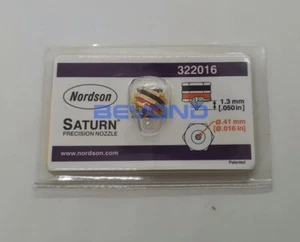 322016
Nordson
1.3 mm
[.050 in]
BEYOND
SATURN®
PRECISION NOZZLE
Ø.41 mm
[Ø.016 in]
www.nordson.com
Patented